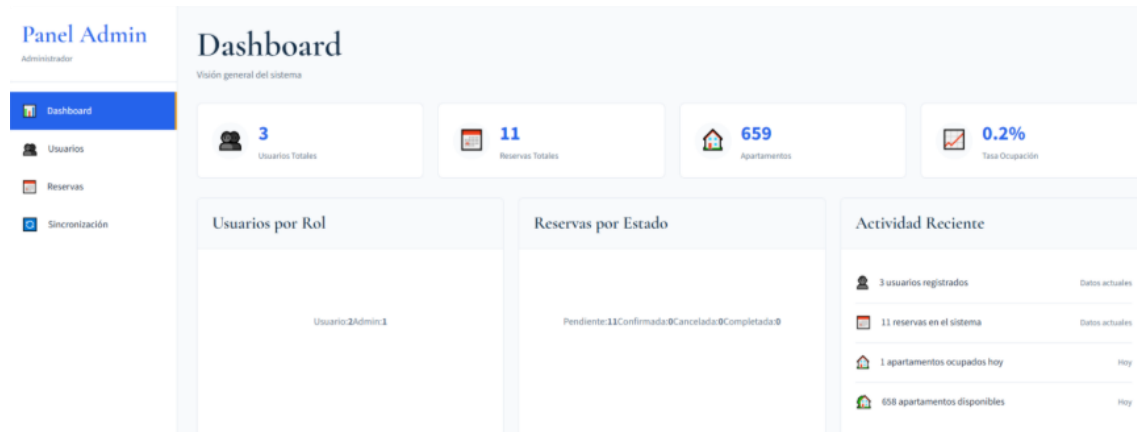 Panel Admin
Administrador
Dashboard
Usuarios
Reservas
Sincronización
Dashboard
Visión general del sistema
3
Usuarios Totales
11
Reservas Totales
659
Apartamentos
0.2%
Tasa Ocupación
Usuarios por Rol
Usuario:2Admin:1
Reservas por Estado
Pendiente:11Confirmada:0Cancelada:0Completada:0
Actividad Reciente
3 usuarios registrados Datos actuales
11 reservas en el sistema Datos actuales
1 apartamentos ocupados hoy Hoy
658 apartamentos disponibles Hoy